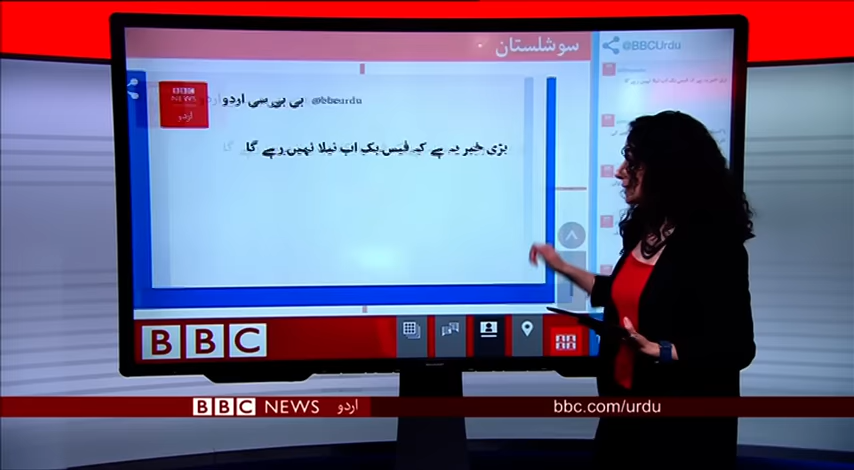 سوشلستان
@BBCUrdu
BBC
NEWS
اردو
بی بی سی اردو @bbcurdu
بڑی خبر یہ ہے کہ فیس بک اب نیلا نہیں رہے گا
BBC
BBC NEWS اردو
bbc.com/urdu